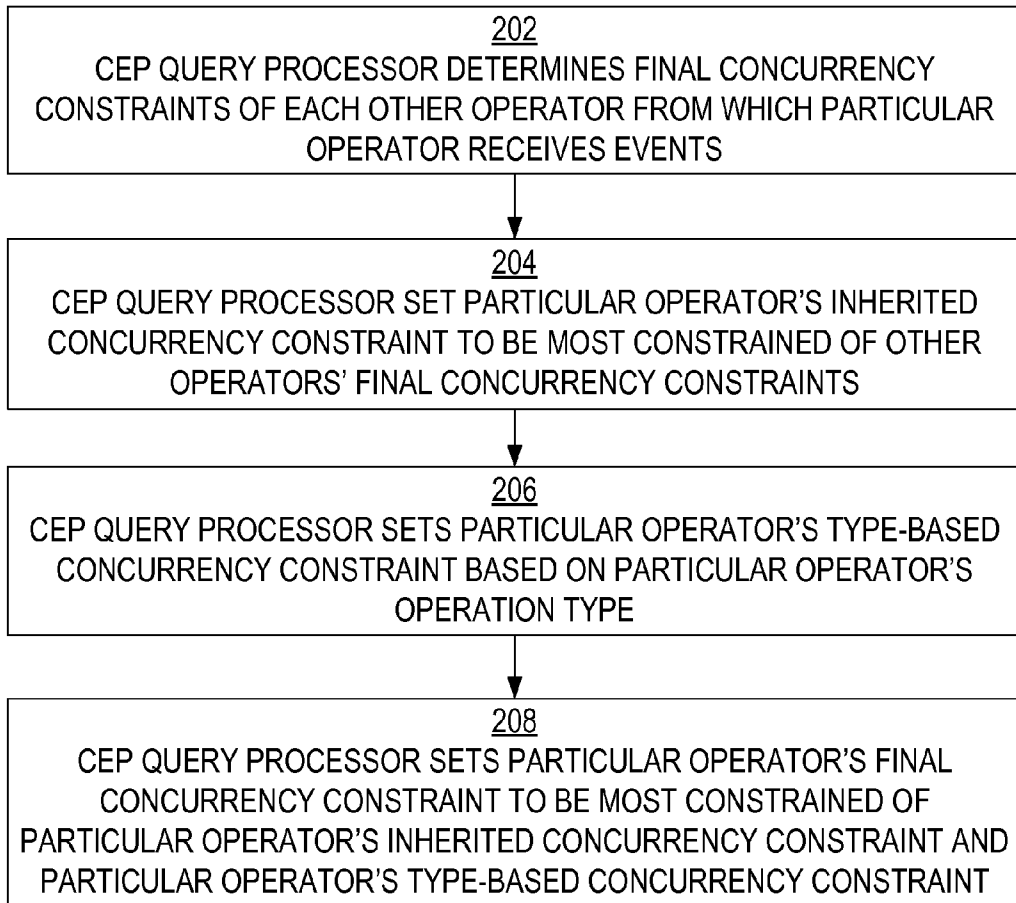 202
CEP QUERY PROCESSOR DETERMINES FINAL CONCURRENCY
CONSTRAINTS OF EACH OTHER OPERATOR FROM WHICH PARTICULAR
OPERATOR RECEIVES EVENTS
204
CEP QUERY PROCESSOR SET PARTICULAR OPERATOR'S INHERITED
CONCURRENCY CONSTRAINT TO BE MOST CONSTRAINED OF OTHER
OPERATORS' FINAL CONCURRENCY CONSTRAINTS
206
CEP QUERY PROCESSOR SETS PARTICULAR OPERATOR'S TYPE-BASED
CONCURRENCY CONSTRAINT BASED ON PARTICULAR OPERATOR'S
OPERATION TYPE
208
CEP QUERY PROCESSOR SETS PARTICULAR OPERATOR'S FINAL
CONCURRENCY CONSTRAINT TO BE MOST CONSTRAINED OF
PARTICULAR OPERATOR'S INHERITED CONCURRENCY CONSTRAINT AND
PARTICULAR OPERATOR'S TYPE-BASED CONCURRENCY CONSTRAINT